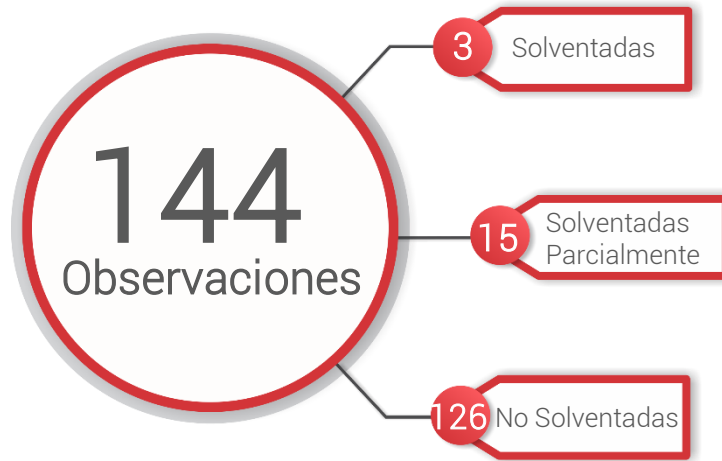 144
Observaciones
3
Solventadas
15
Solventadas
Parcialmente
126
No Solventadas